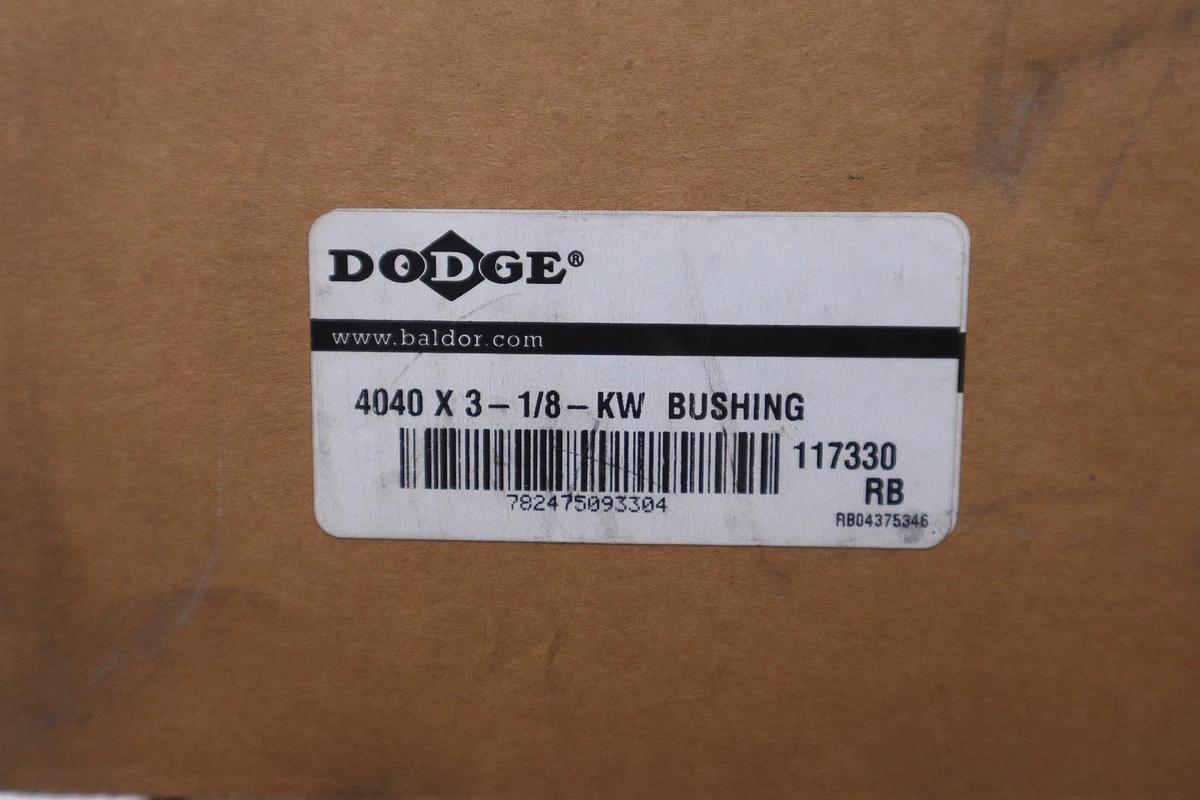 DODGE®
www.baldor.com
4040 X 3-1/8-KW BUSHING
117330
RB
782475093304
RB04375346